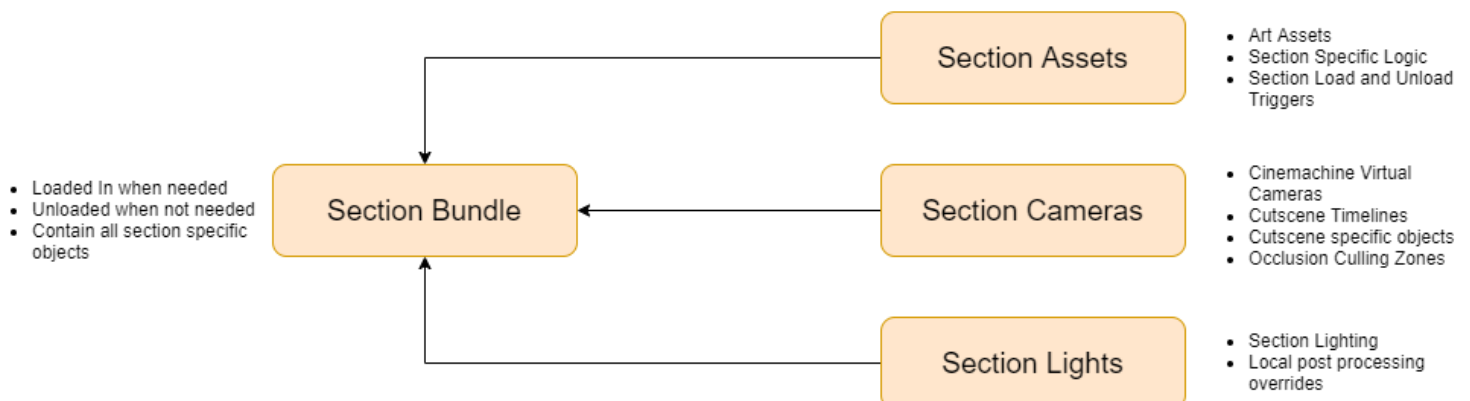 Section Assets
• Art Assets
• Section Specific Logic
• Section Load and Unload
Triggers
• Loaded In when needed
• Unloaded when not needed
• Contain all section specific
objects
Section Bundle
Section Cameras
• Cinemachine Virtual
Cameras
• Cutscene Timelines
• Cutscene specific objects
• Occlusion Culling Zones
Section Lights
• Section Lighting
• Local post processing
overrides